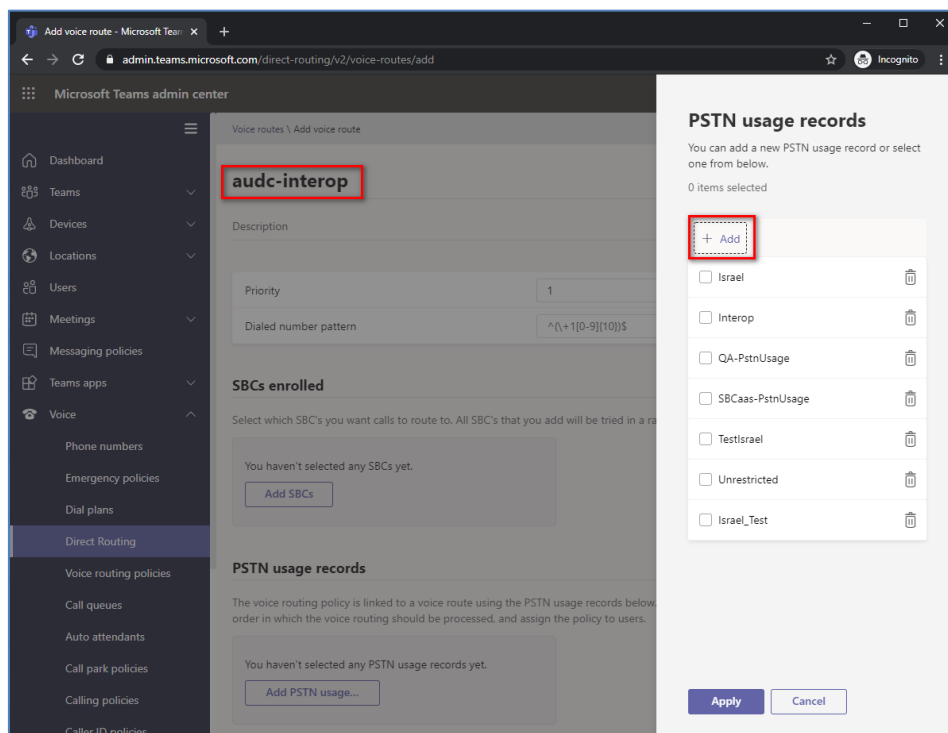 Add voice route - Microsoft Tear
admin.teams.microsoft.com/direct-routing/v2/voice-routes/add
Incognito
Microsoft Teams admin center
Dashboard
Teams
Devices
Locations
Users
Meetings
Messaging policies
Teams apps
Voice
Phone numbers
Emergency policies
Dial plans
Direct Routing
Voice routing policies
Call queues
Auto attendants
Call park policies
Calling policies
Caller ID policies
Voice routes \ Add voice route
audc-interop
Description
Priority 1
Dialed number pattern ^(\+1[0-9]{10})$
SBCs enrolled
Select which SBC's you want calls to route to. All SBC's that you add will be tried in a ra
You haven't selected any SBCs yet.
Add SBCs
PSTN usage records
The voice routing policy is linked to a voice route using the PSTN usage records below.
order in which the voice routing should be processed, and assign the policy to users.
You haven't selected any PSTN usage records yet.
Add PSTN usage...
PSTN usage records
You can add a new PSTN usage record or select
one from below.
0 items selected
+ Add
Israel
Interop
QA-PstnUsage
SBCaas-PstnUsage
TestIsrael
Unrestricted
Israel_Test
Apply Cancel